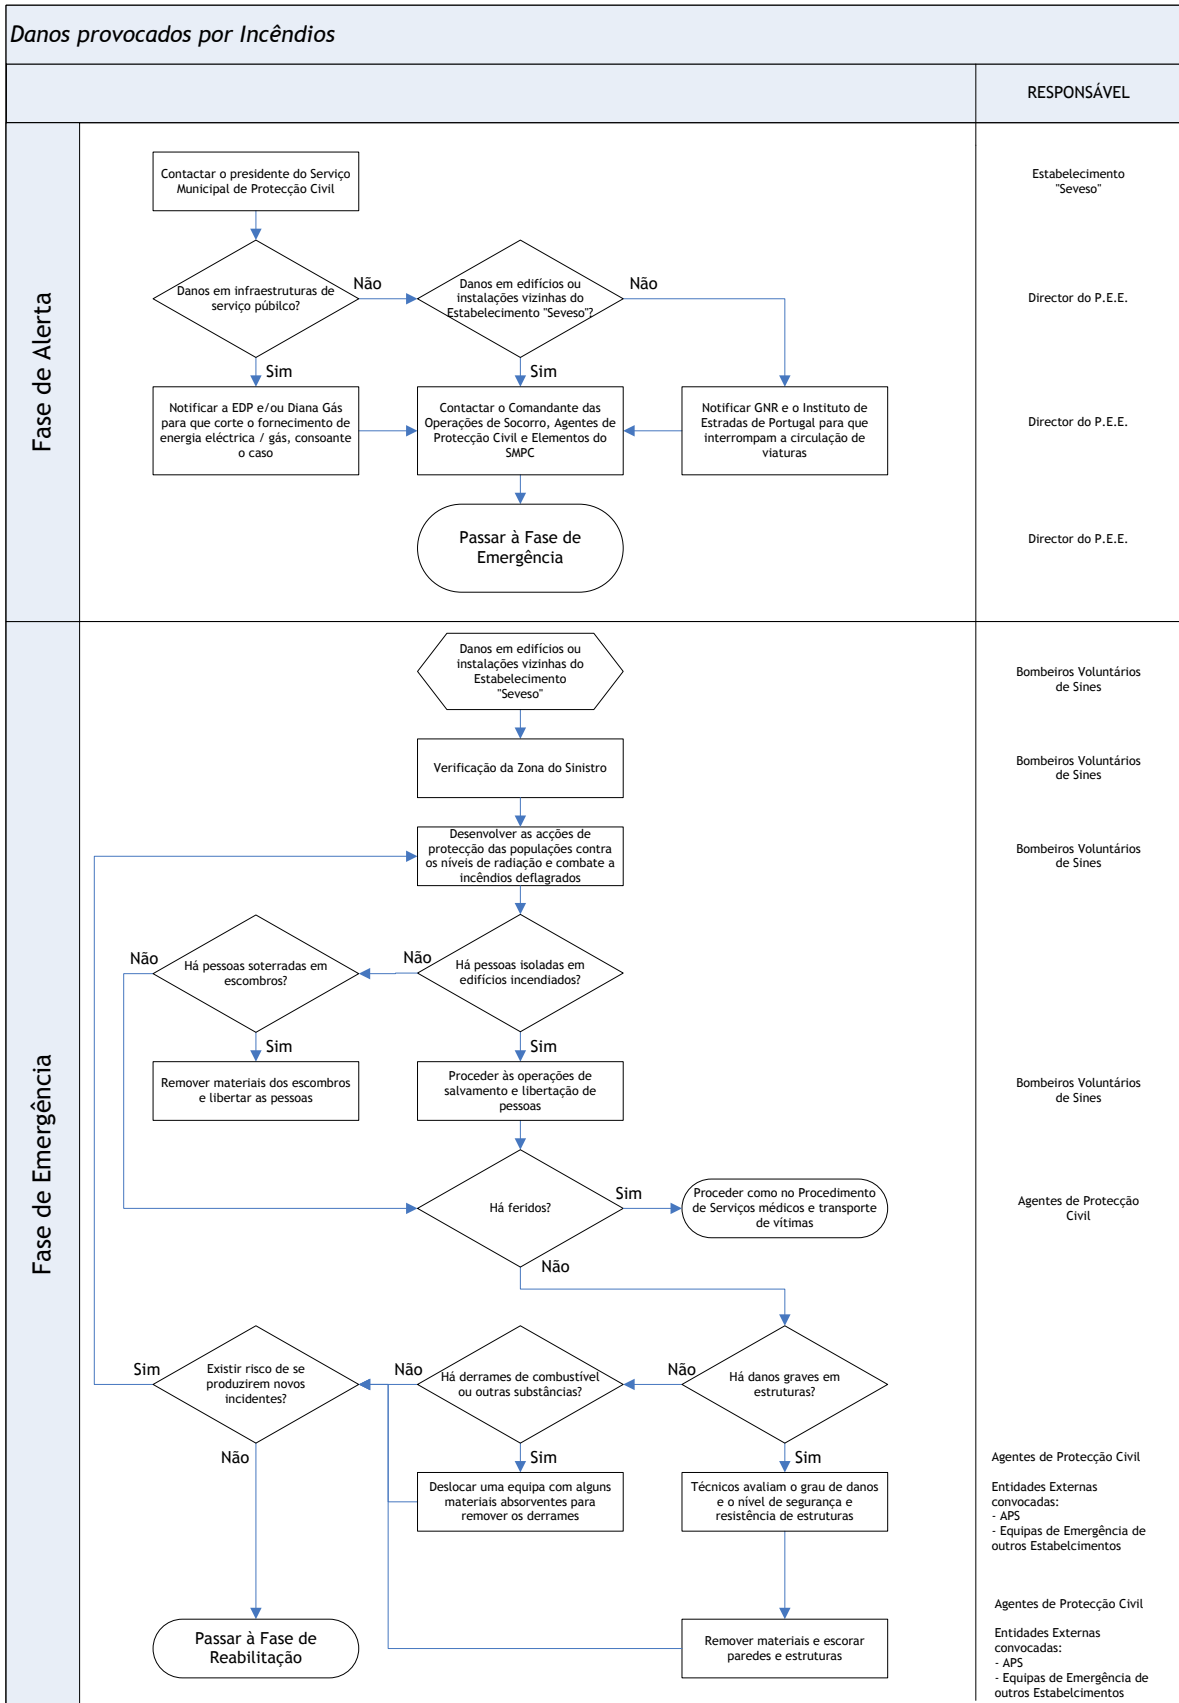 Danos provocados por Incêndios
RESPONSÁVEL
Fase de Alerta
Contactar o presidente do Serviço
Municipal de Protecção Civil
Estabelecimento
"Seveso"
Danos em infraestruturas de
serviço púbilco?
Não
Danos em edifícios ou
instalações vizinhas do
Estabelecimento "Seveso"?
Não
Director do P.E.E.
Sim
Sim
Notificar a EDP e/ou Diana Gás
para que corte o fornecimento de
energia eléctrica / gás, consoante
o caso
Contactar o Comandante das
Operações de Socorro, Agentes de
Protecção Civil e Elementos do
SMPC
Notificar GNR e o Instituto de
Estradas de Portugal para que
interrompam a circulação de
viaturas
Director do P.E.E.
Passar à Fase de
Emergência
Director do P.E.E.
Fase de Emergência
Danos em edifícios ou
instalações vizinhas do
Estabelecimento
"Seveso"
Bombeiros Voluntários
de Sines
Verificação da Zona do Sinistro
Bombeiros Voluntários
de Sines
Desenvolver as acções de
protecção das populações contra
os níveis de radiação e combate a
incêndios deflagrados
Bombeiros Voluntários
de Sines
Não
Há pessoas soterradas em
escombros?
Não
Há pessoas isoladas em
edifícios incendiados?
Sim
Sim
Remover materiais dos escombros
e libertar as pessoas
Proceder às operações de
salvamento e libertação de
pessoas
Bombeiros Voluntários
de Sines
Há feridos?
Sim
Proceder como no Procedimento
de Serviços médicos e transporte
de vítimas
Agentes de Protecção
Civil
Não
Sim
Existir risco de se
produzirem novos
incidentes?
Não
Há derrames de combustível
ou outras substâncias?
Não
Há danos graves em
estruturas?
Não
Sim
Sim
Deslocar uma equipa com alguns
materiais absorventes para
remover os derrames
Técnicos avaliam o grau de danos
e o nível de segurança e
resistência de estruturas
Agentes de Protecção Civil
Entidades Externas
convocadas:
- APS
- Equipas de Emergência de
outros Estabelcimentos
Passar à Fase de
Reabilitação
Remover materiais e escorar
paredes e estruturas
Agentes de Protecção Civil
Entidades Externas
convocadas:
- APS
- Equipas de Emergência de
outros Estabelecimentos